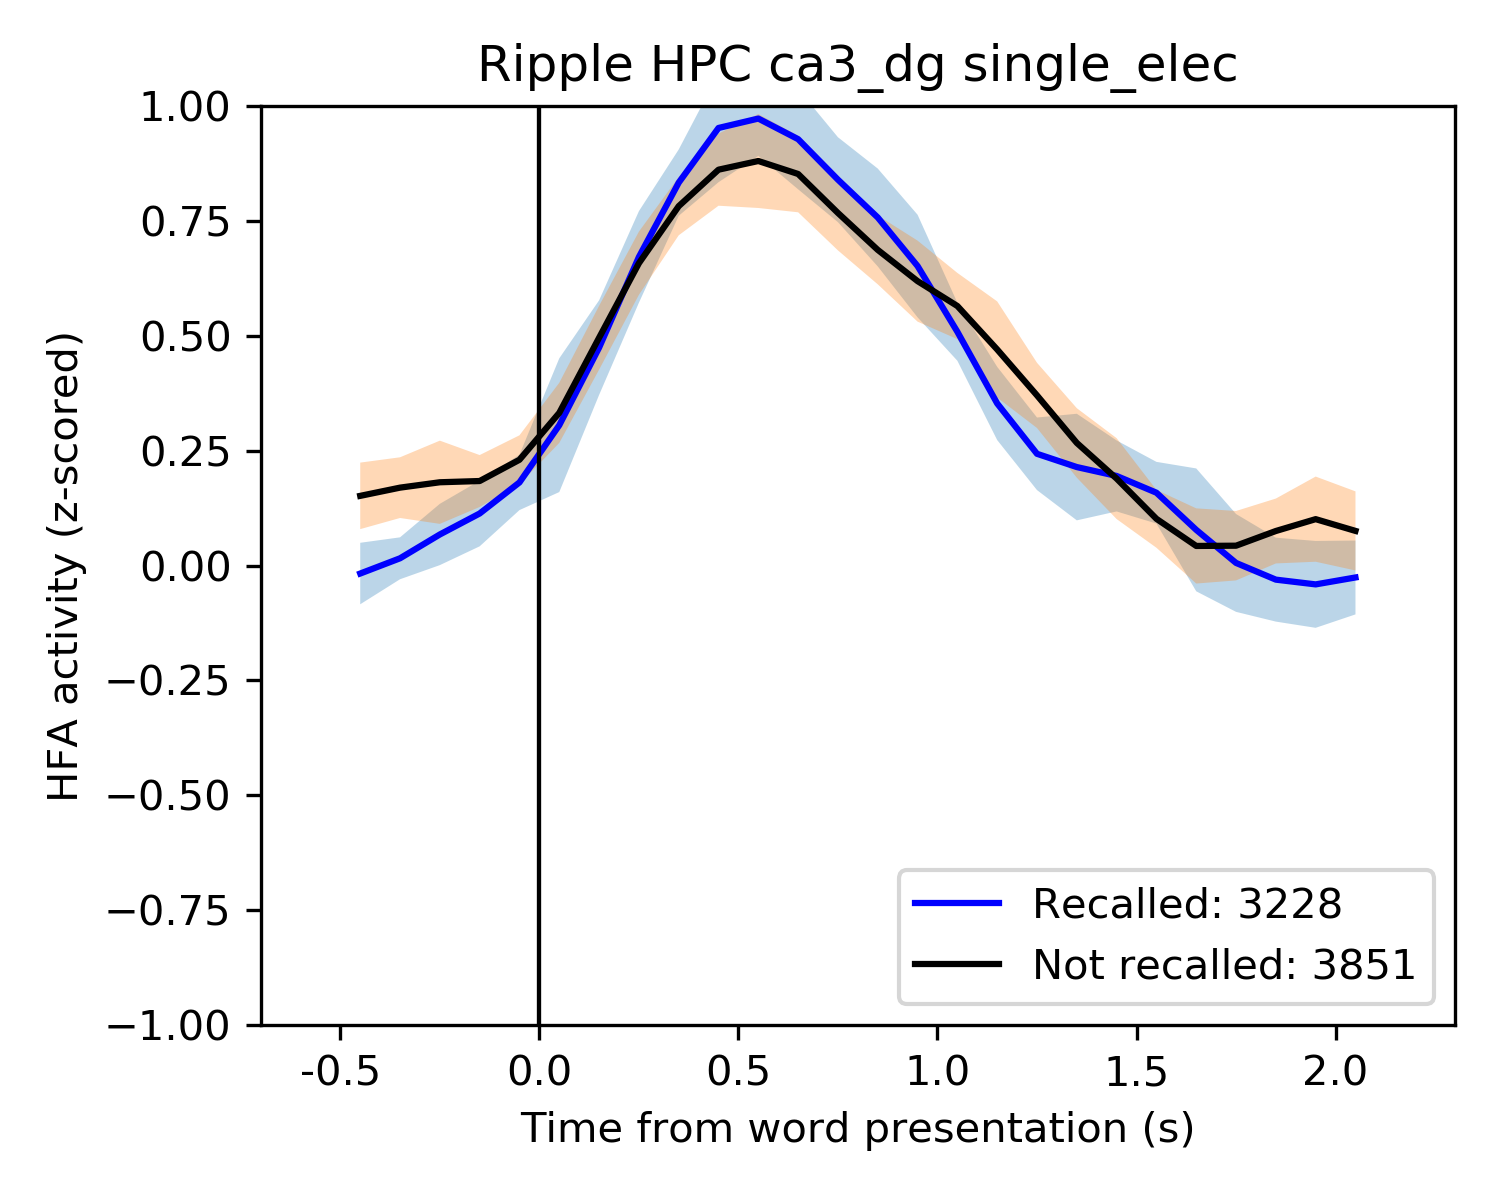 Ripple HPC ca3_dg single_elec
HFA activity (z-scored)
1.00
0.75
0.50
0.25
0.00
−0.25
−0.50
−0.75
−1.00
Recalled: 3228
Not recalled: 3851
-0.5 0.0 0.5 1.0 1.5 2.0
Time from word presentation (s)